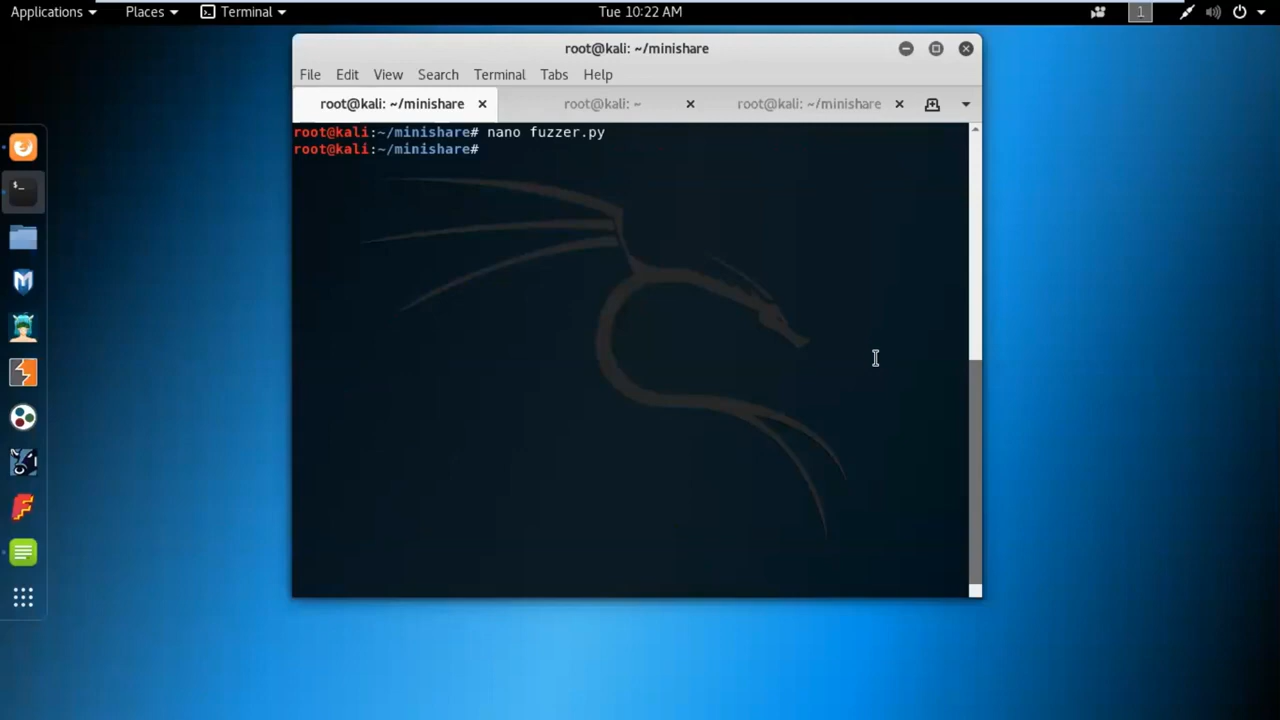 Applications Places Terminal Tue 10:22 AM 1
root@kali: ~/minishare
File Edit View Search Terminal Tabs Help
root@kali: ~/minishare root@kali: ~ root@kali: ~/minishare
root@kali:~/minishare# nano fuzzer.py
root@kali:~/minishare#
$_